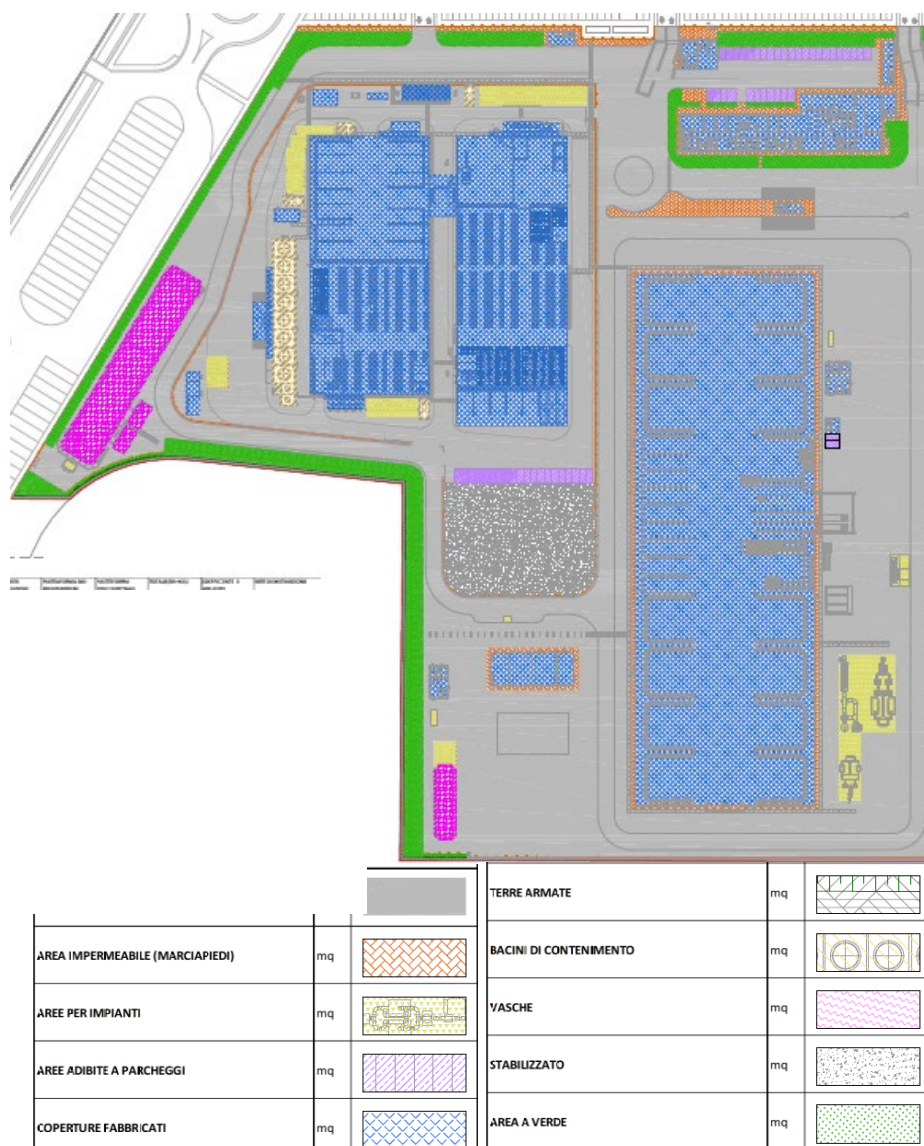 TERRE ARMATE mq
AREA IMPERMEABILE (MARCIAPIEDI) mq
BACINI DI CONTENIMENTO mq
AREE PER IMPIANTI mq
VASCHE mq
AREE ADIBITE A PARCHEGGI mq
STABILIZZATO mq
COPERTURE FABBRICATI mq
AREA A VERDE mq